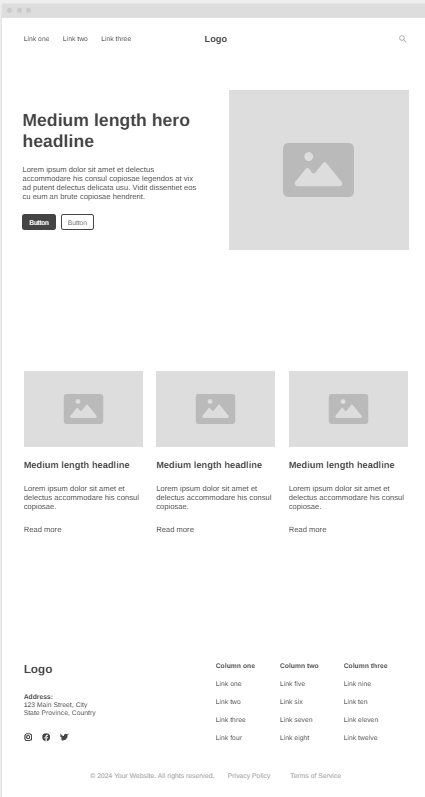 Link one Link two Link three Logo
Medium length hero
headline
Lorem ipsum dolor sit amet et delectus
accommodare his consul copiosae legendos at vix
ad putent delectus delicata usu. Vidit dissentiet eos
cu eum an brute copiosae hendrerit.
Button Button
Medium length headline
Lorem ipsum dolor sit amet et
delectus accommodare his consul
copiosae.
Read more
Medium length headline
Lorem ipsum dolor sit amet et
delectus accommodare his consul
copiosae.
Read more
Medium length headline
Lorem ipsum dolor sit amet et
delectus accommodare his consul
copiosae.
Read more
Logo
Address:
123 Main Street, City
State Province, Country
Column one
Link one
Link two
Link three
Link four
Column two
Link five
Link six
Link seven
Link eight
Column three
Link nine
Link ten
Link eleven
Link twelve
© 2024 Your Website. All rights reserved. Privacy Policy Terms of Service